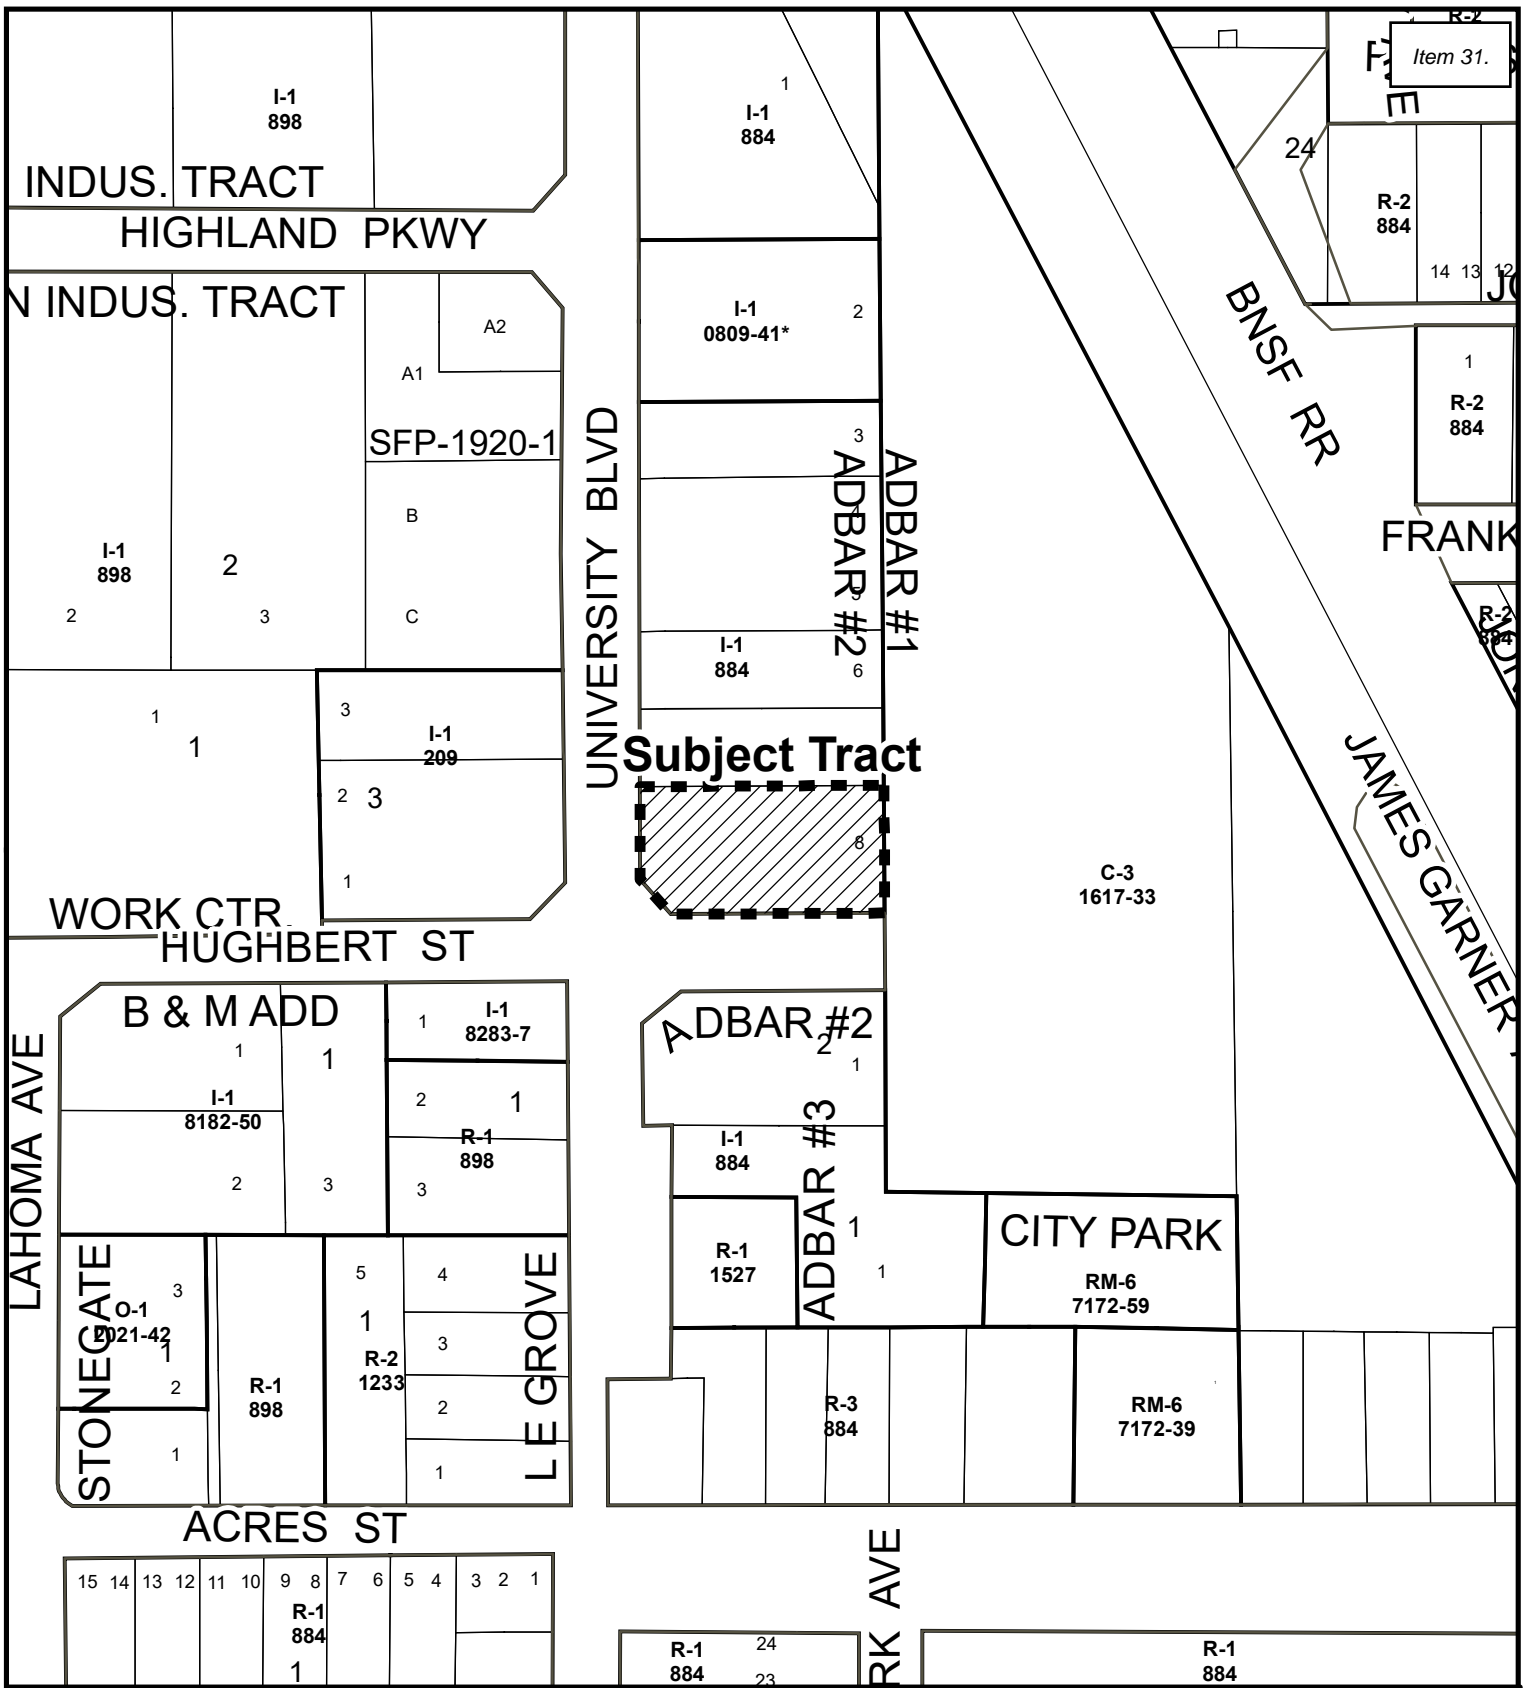 R-2
Item 31.
I-1
898
1
I-1
884
24
INDUS. TRACT
R-2
884
HIGHLAND PKWY
14 13 12
N INDUS. TRACT
A2
I-1
0809-41*
2
BNSF RR
A1
1
R-2
884
SFP-1920-1
3
UNIVERSITY BLVD
ADBAR #2
ADBAR #1
B
4
FRANK
I-1
898
2
5
2
3
C
R-2
884
I-1
884
6
1
1
3
I-1
209
Subject Tract
JAMES GARNER
2
3
8
C-3
1617-33
1
WORK CTR.
HUGHBERT ST
B & M ADD
1
I-1
8283-7
ADBAR #2
2
1
LAHOMA AVE
1
1
I-1
8182-50
2
1
ADBAR #3
R-1
898
I-1
884
2
3
3
CITY PARK
R-1
1527
1
1
RM-6
7172-59
STONEGATE
3
O-1
2021-42
1
2
5
1
R-2
1233
4
LE GROVE
3
R-1
898
2
R-3
884
RM-6
7172-39
1
1
ACRES ST
RK AVE
15 14 13 12 11 10 9 8 7 6 5 4 3 2 1
R-1
884
1
R-1
884
24
23
R-1
884